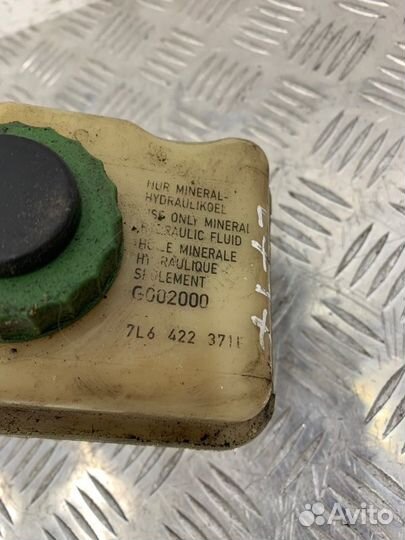 NUR MINERAL-
HYDRAULIKOEL
USE ONLY MINERAL
HYDRAULIC FLUID
HUILE MINERALE
HYDRAULIQUE
SEULEMENT
G002000
7L6 422 371
Avito